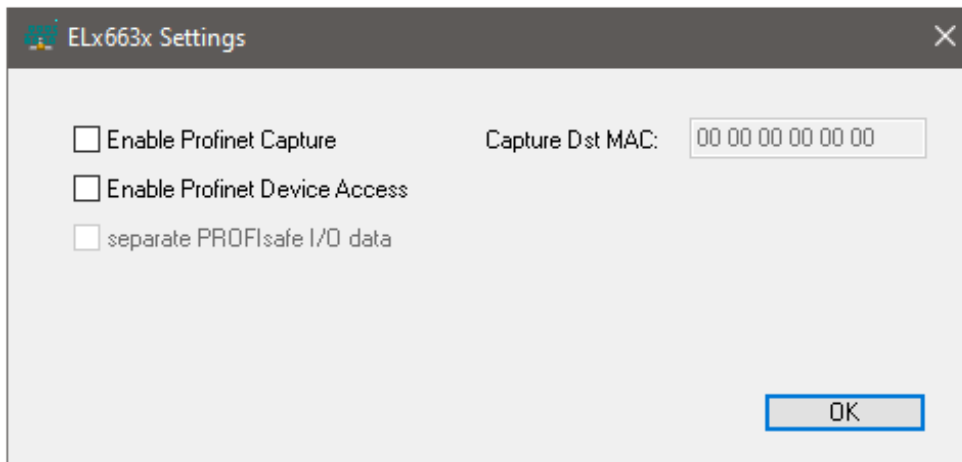 ELx663x Settings
Enable Profinet Capture
Capture Dst MAC:
00 00 00 00 00 00
Enable Profinet Device Access
separate PROFIsafe I/O data
OK